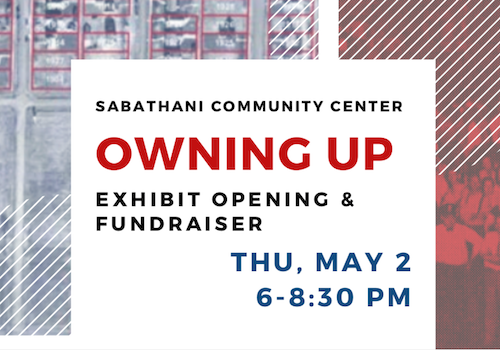 SABATHANI COMMUNITY CENTER
OWNING UP
EXHIBIT OPENING &
FUNDRAISER
THU, MAY 2
6-8:30 PM